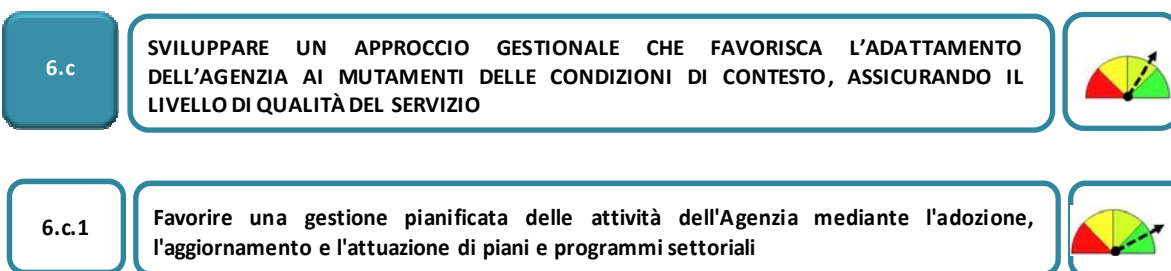 6.c
SVILUPPARE UN APPROCCIO GESTIONALE CHE FAVORISCA L'ADATTAMENTO
DELL'AGENZIA AI MUTAMENTI DELLE CONDIZIONI DI CONTESTO, ASSICURANDO IL
LIVELLO DI QUALITÀ DEL SERVIZIO
6.c.1
Favorire una gestione pianificata delle attività dell'Agenzia mediante l'adozione,
l'aggiornamento e l'attuazione di piani e programmi settoriali